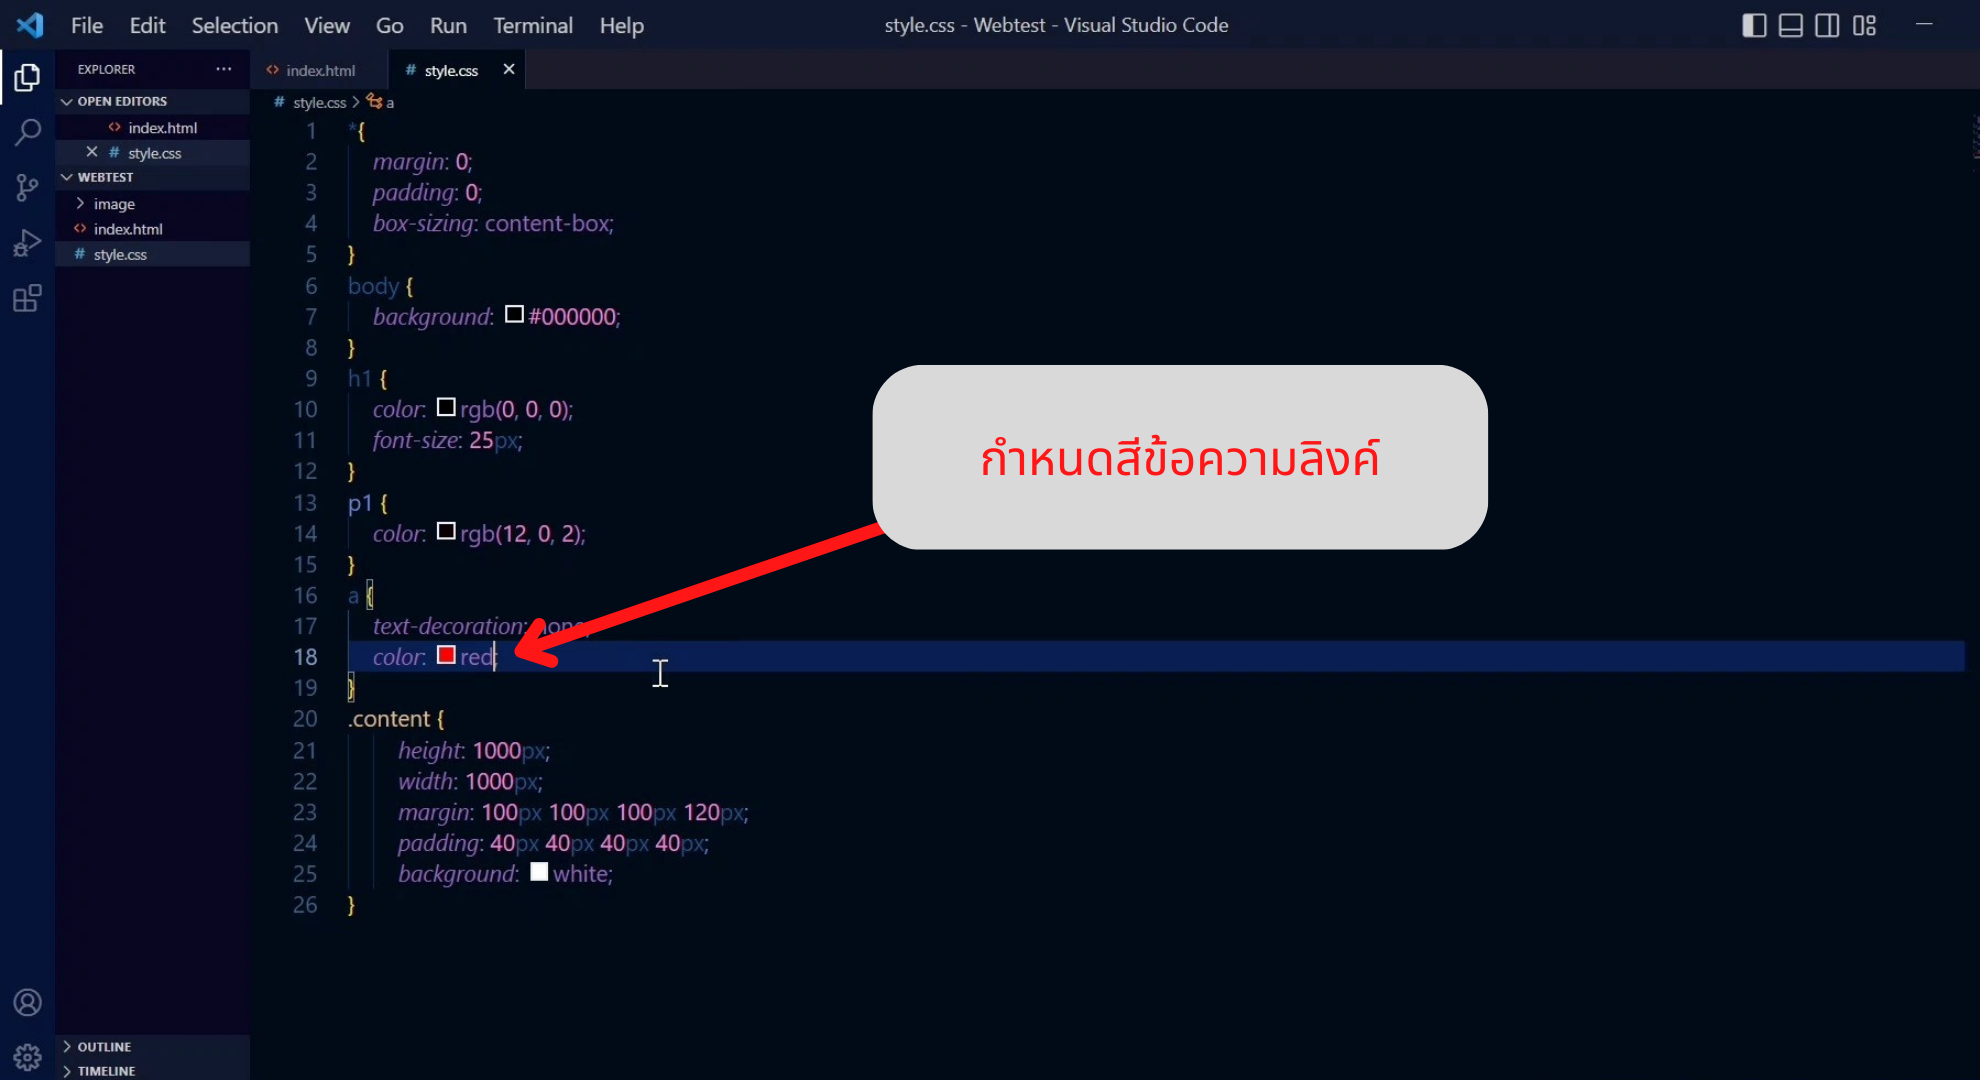 File Edit Selection View Go Run Terminal Help
style.css - Webtest - Visual Studio Code
EXPLORER ···
OPEN EDITORS
index.html
style.css
WEBTEST
image
index.html
style.css
OUTLINE
TIMELINE
index.html # style.css
# style.css > a
1 *{
2 margin: 0;
3 padding: 0;
4 box-sizing: content-box;
5 }
6 body {
7 background: #000000;
8 }
9 h1 {
10 color: rgb(0, 0, 0);
11 font-size: 25px;
12 }
13 p1 {
14 color: rgb(12, 0, 2);
15 }
16 a {
17 text-decoration: none;
18 color: red;
19 }
20 .content {
21 height: 1000px;
22 width: 1000px;
23 margin: 100px 100px 100px 120px;
24 padding: 40px 40px 40px 40px;
25 background: white;
26 }
กำหนดสีข้อความลิงค์